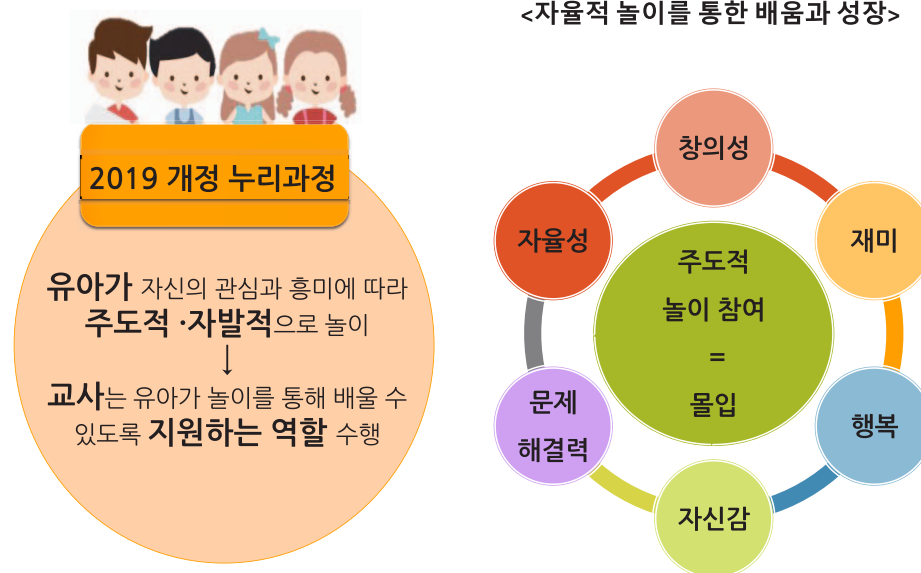 <자율적 놀이를 통한 배움과 성장>
2019 개정 누리과정
유아가 자신의 관심과 흥미에 따라
주도적 ·자발적으로 놀이
↓
교사는 유아가 놀이를 통해 배울 수
있도록 지원하는 역할 수행
창의성
재미
행복
자신감
문제
해결력
자율성
주도적
놀이 참여
=
몰입